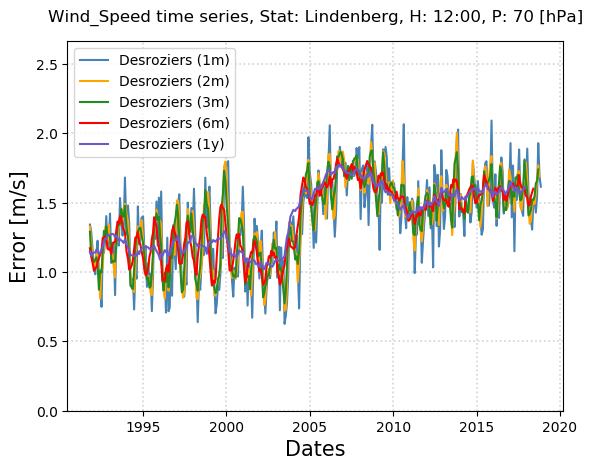 Wind_Speed time series, Stat: Lindenberg, H: 12:00, P: 70 [hPa]
Desroziers (1m)
Desroziers (2m)
Desroziers (3m)
Desroziers (6m)
Desroziers (1y)
Error [m/s]
2.5
2.0
1.5
1.0
0.5
0.0
1995 2000 2005 2010 2015 2020
Dates